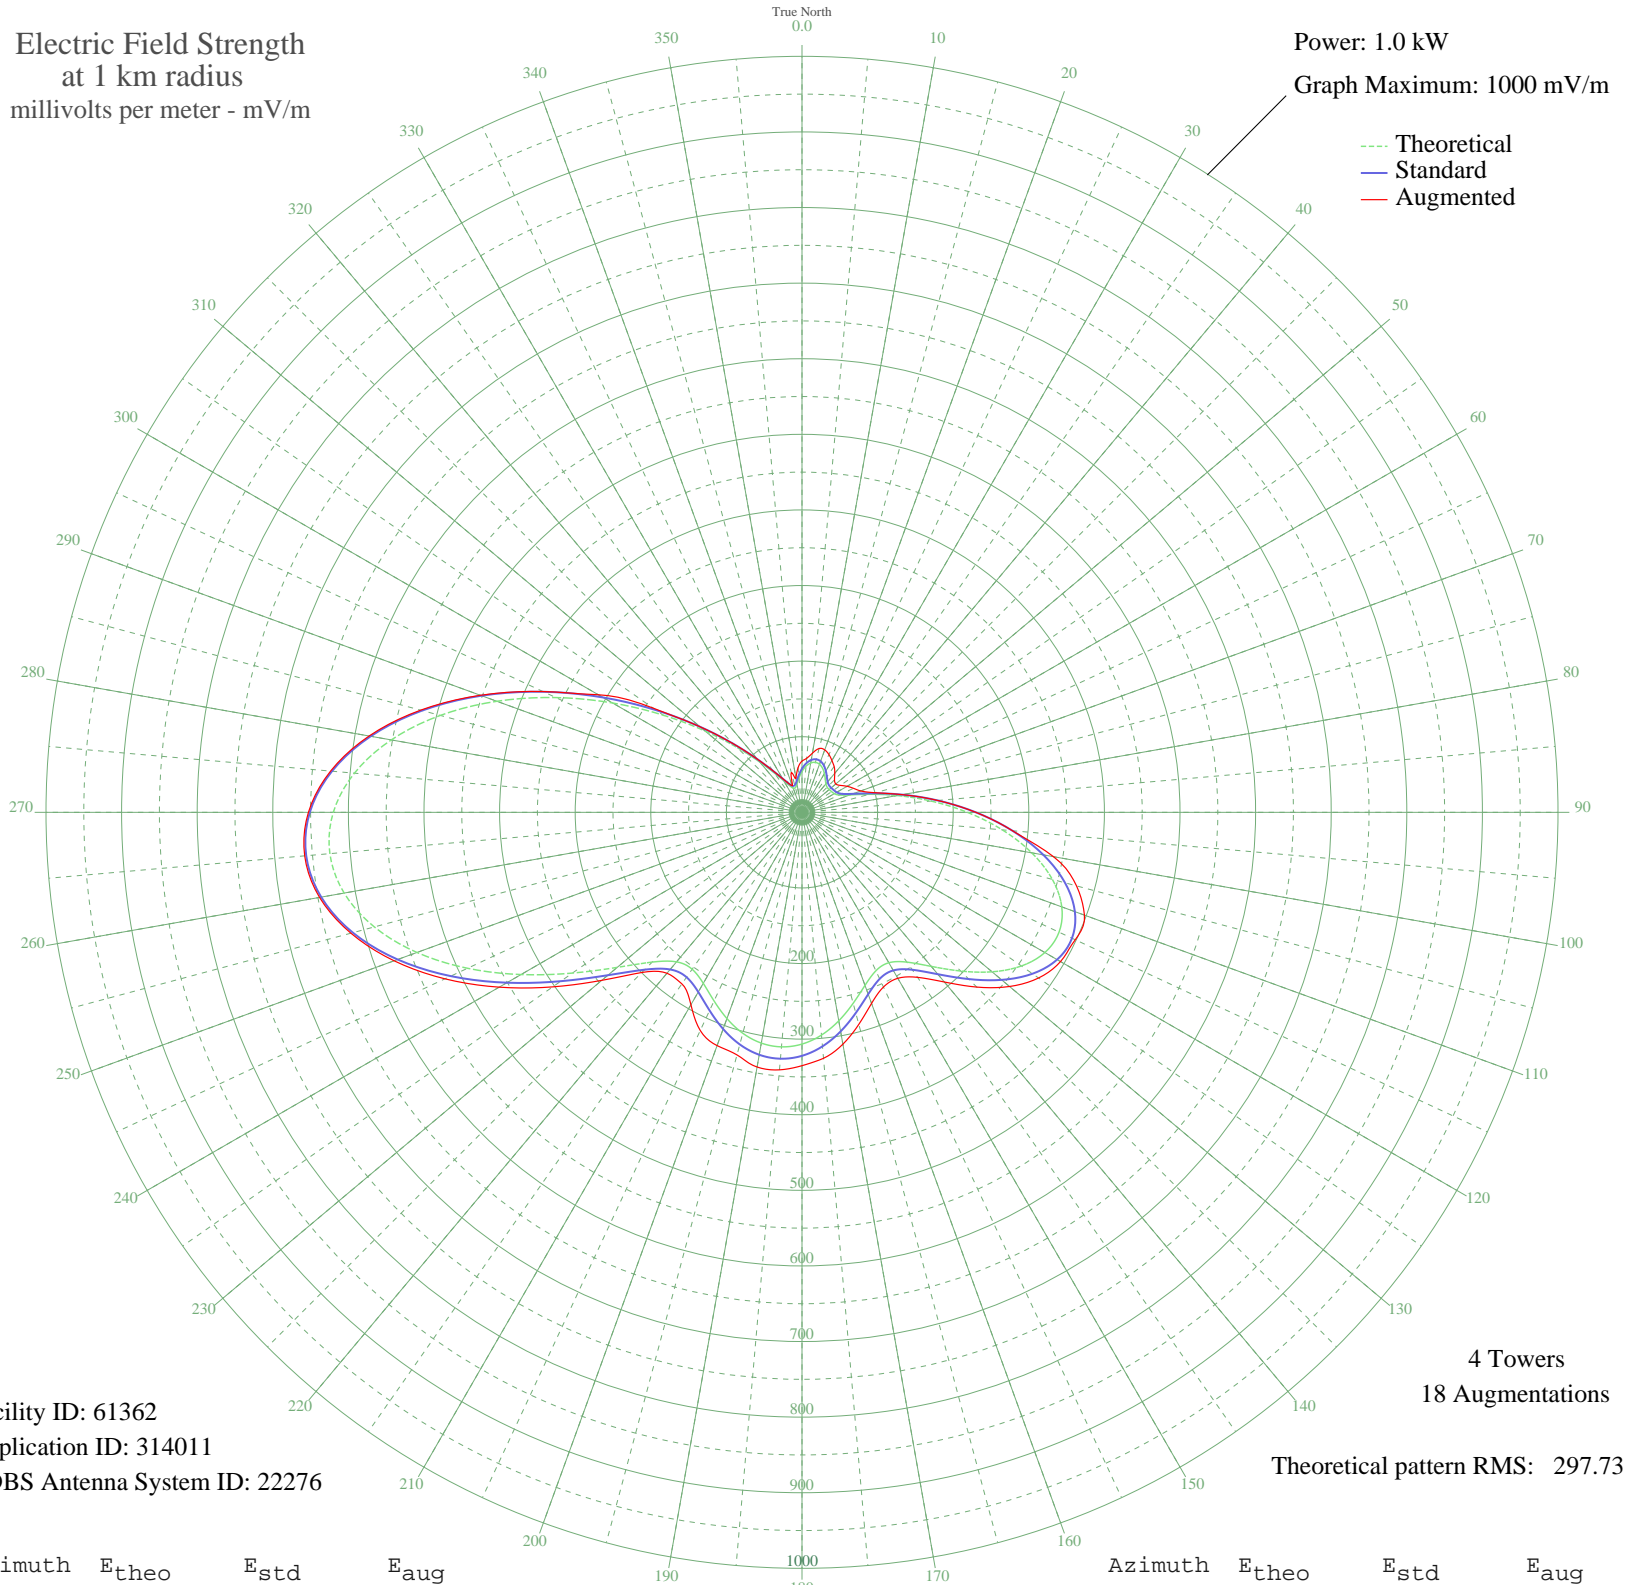 True North
0.0
Electric Field Strength
at 1 km radius
millivolts per meter - mV/m
Power: 1.0 kW
Graph Maximum: 1000 mV/m
Theoretical
Standard
Augmented
10
20
30
40
50
60
70
80
90
100
110
120
130
140
150
160
170
190
200
210
220
230
240
250
260
270
280
290
300
310
320
330
340
350
200
300
400
500
600
700
800
900
1000
4 Towers
18 Augmentations
Theoretical pattern RMS: 297.73
cility ID: 61362
plication ID: 314011
DBS Antenna System ID: 22276
imuth Etheo Estd Eaug
Azimuth Etheo Estd Eaug